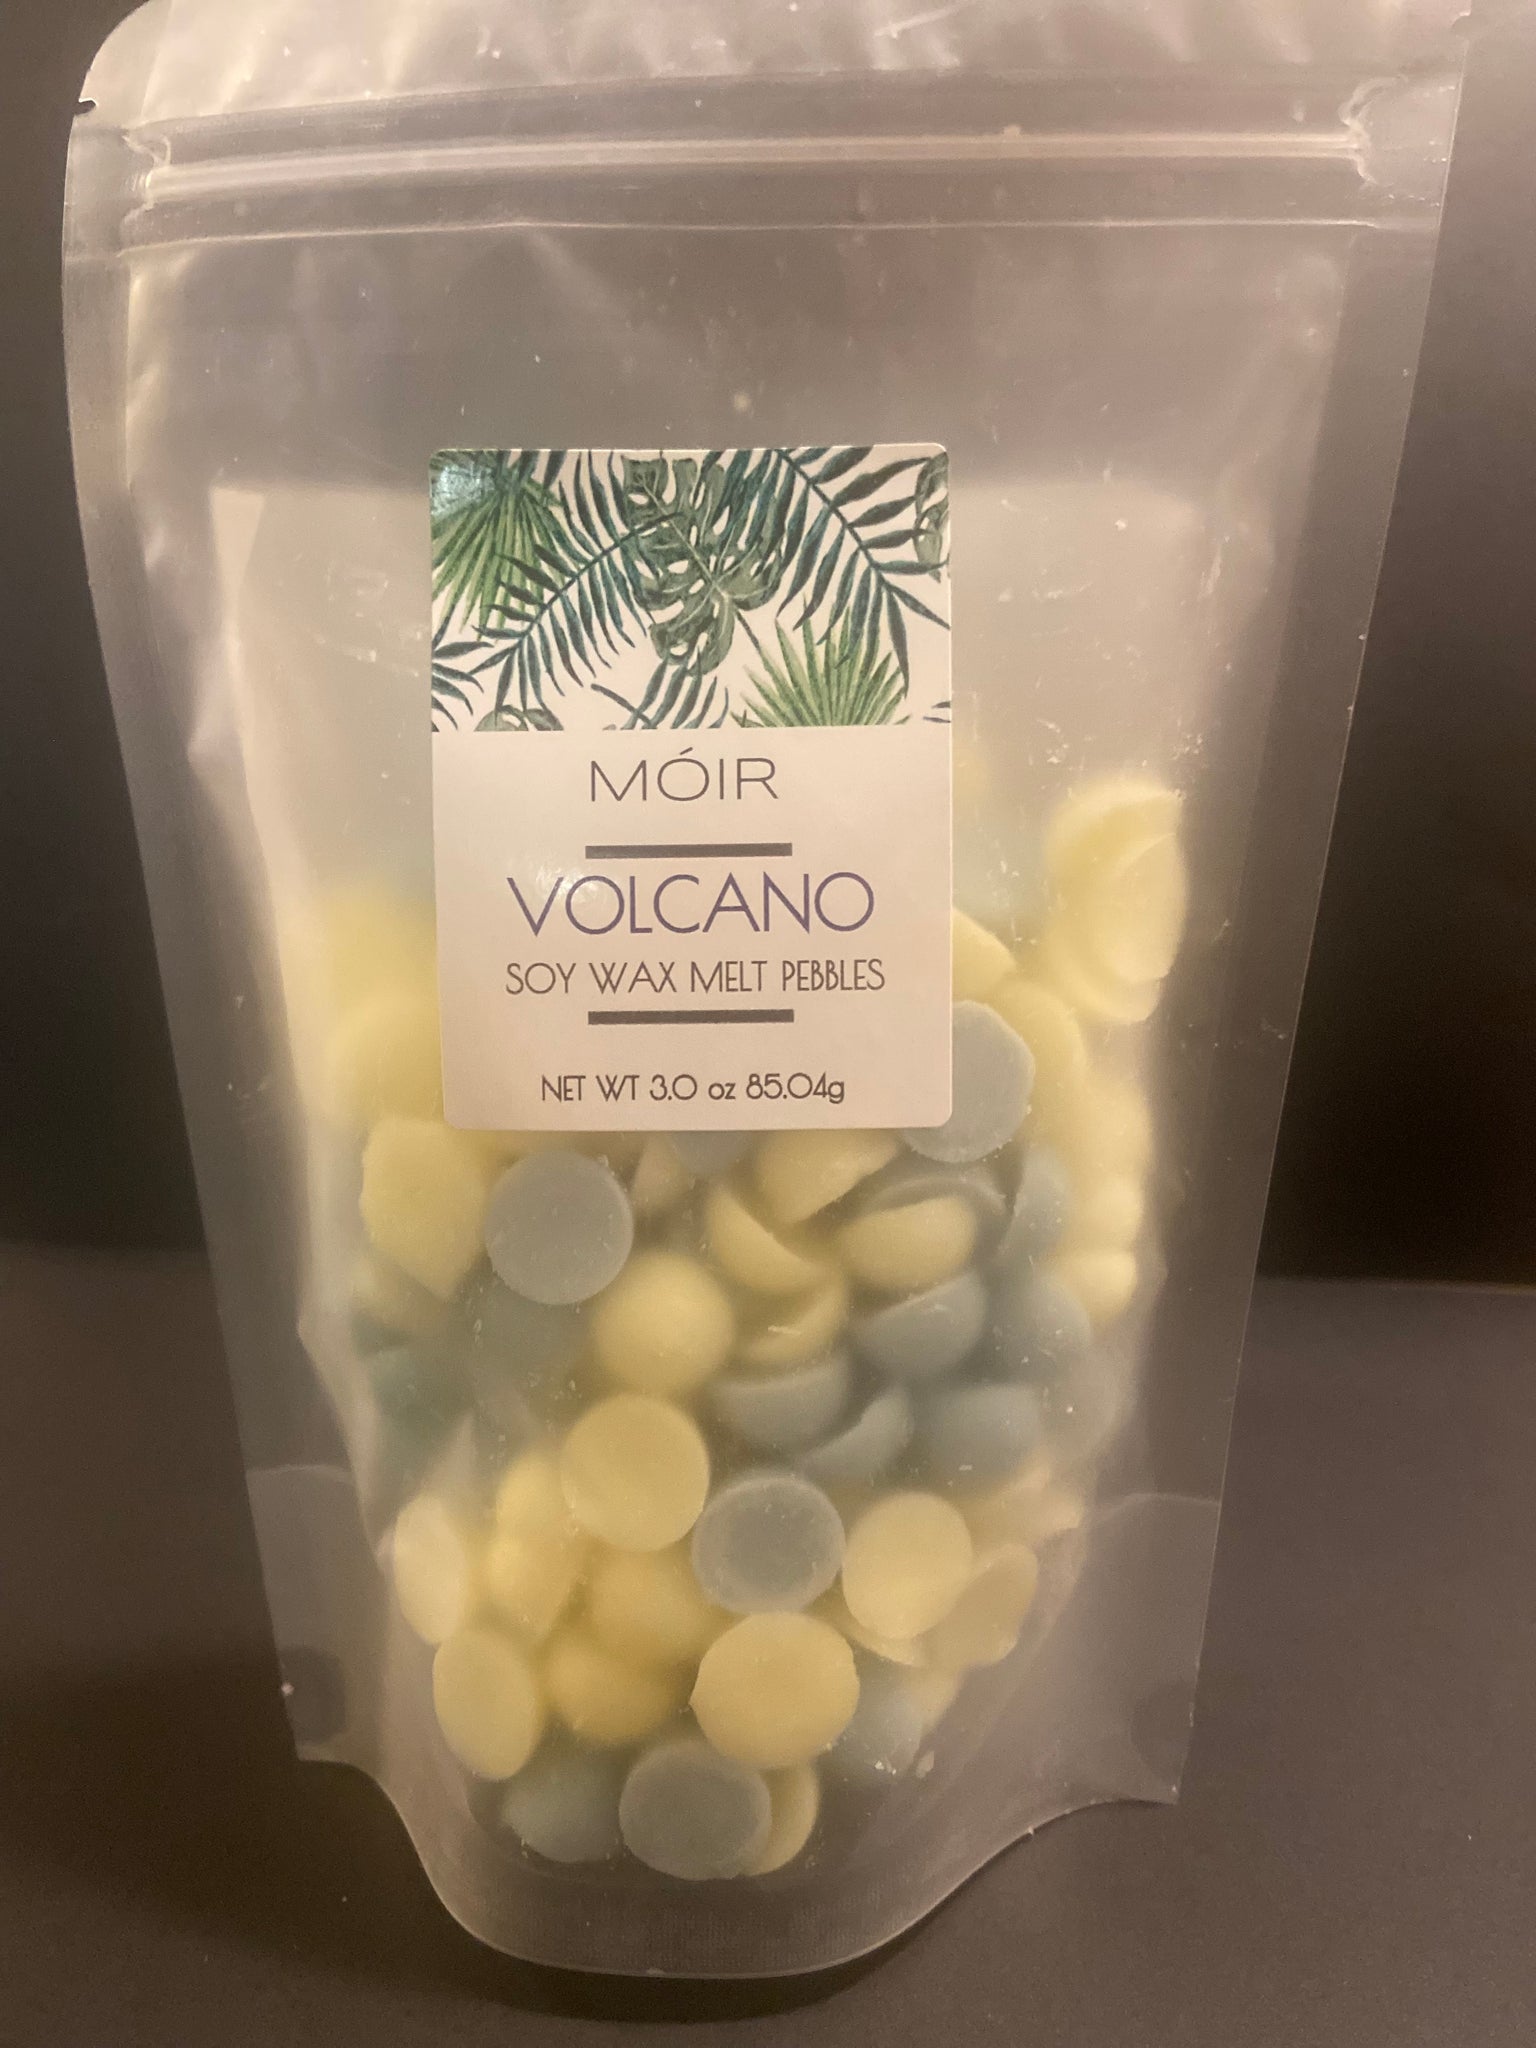 MÓIR
VOLCANO
SOY WAX MELT PEBBLES
NET WT 3.0 oz 85.04g